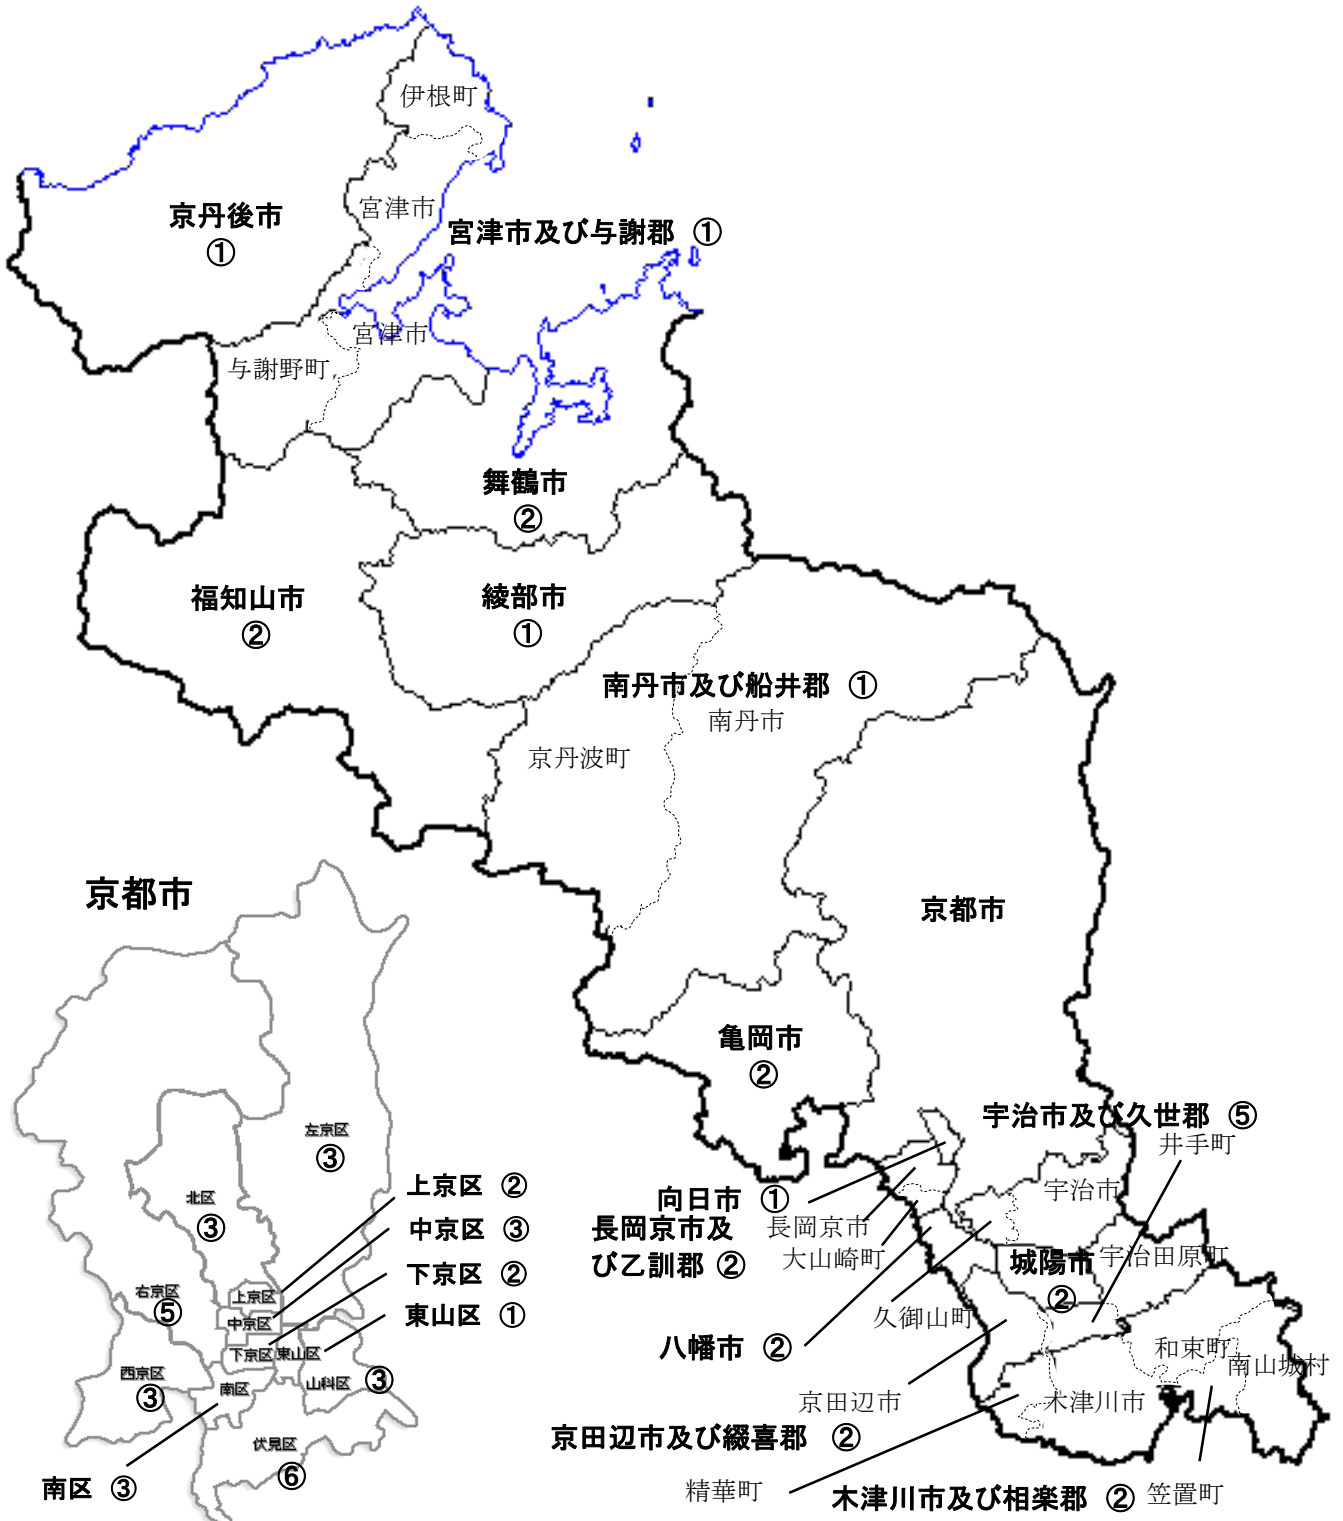 伊根町
宮津市
京丹後市
①
宮津市及び与謝郡 ①
宮津市
与謝野町
舞鶴市
②
福知山市
②
綾部市
①
南丹市及び船井郡 ①
南丹市
京丹波町
京都市
京都市
亀岡市
②
宇治市及び久世郡 ⑤
井手町
左京区
③
上京区 ②
向日市 ①
宇治市
北区
③
中京区 ③
長岡京市及
び乙訓郡 ②
長岡京市
大山崎町
城陽市
②
宇治田原町
下京区 ②
右京区
⑤
上京区
中京区
東山区 ①
久御山町
八幡市 ②
下京区
東山区
和束町
南山城村
西京区
③
南区
山科区
③
京田辺市
木津川市
伏見区
⑥
京田辺市及び綴喜郡 ②
南区 ③
精華町
木津川市及び相楽郡 ②
笠置町